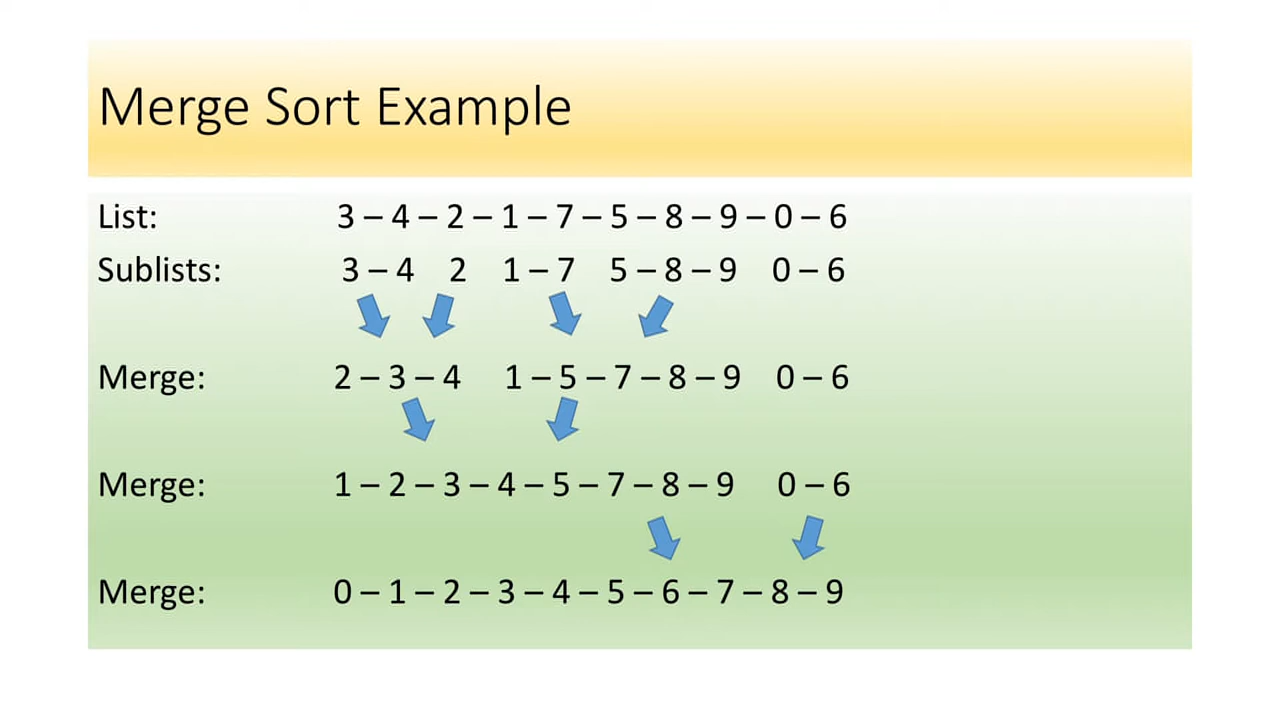 Merge Sort Example
List: 3 – 4 – 2 – 1 – 7 – 5 – 8 – 9 – 0 – 6
Sublists: 3 – 4 2 1 – 7 5 – 8 – 9 0 – 6
Merge: 2 – 3 – 4 1 – 5 – 7 – 8 – 9 0 – 6
Merge: 1 – 2 – 3 – 4 – 5 – 7 – 8 – 9 0 – 6
Merge: 0 – 1 – 2 – 3 – 4 – 5 – 6 – 7 – 8 – 9